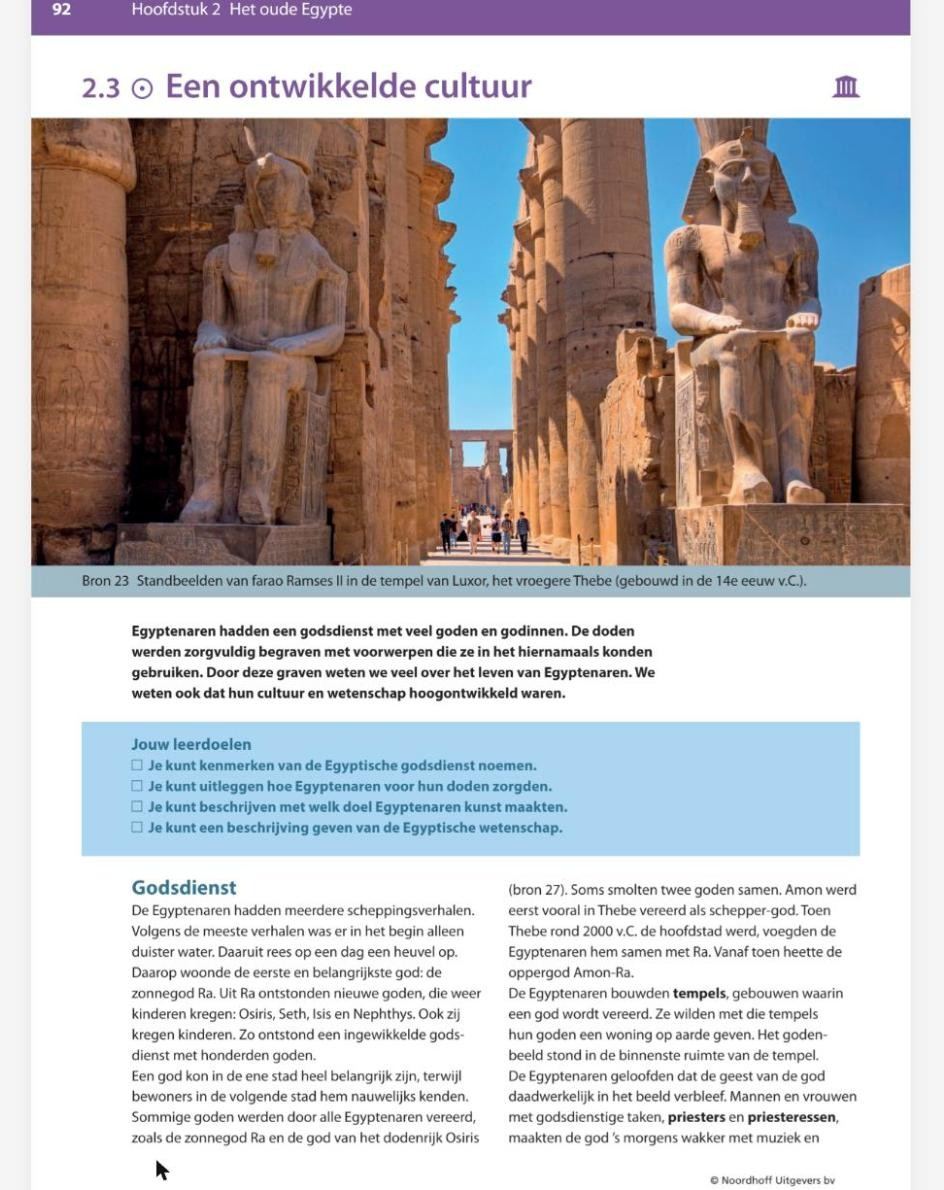 92 Hoofdstuk 2 Het oude Egypte
2.3 Een ontwikkelde cultuur
Bron 23 Standbeelden van farao Ramses II in de tempel van Luxor, het vroegere Thebe (gebouwd in de 14e eeuw v.C.).
Egyptenaren hadden een godsdienst met veel goden en godinnen. De doden
werden zorgvuldig begraven met voorwerpen die ze in het hiernamaals konden
gebruiken. Door deze graven weten we veel over het leven van Egyptenaren. We
weten ook dat hun cultuur en wetenschap hoogontwikkeld waren.
Jouw leerdoelen
☐ Je kunt kenmerken van de Egyptische godsdienst noemen.
☐ Je kunt uitleggen hoe Egyptenaren voor hun doden zorgden.
☐ Je kunt beschrijven met welk doel Egyptenaren kunst maakten.
☐ Je kunt een beschrijving geven van de Egyptische wetenschap.
Godsdienst
De Egyptenaren hadden meerdere scheppingsverhalen.
Volgens de meeste verhalen was er in het begin alleen
duister water. Daaruit rees op een dag een heuvel op.
Daarop woonde de eerste en belangrijkste god: de
zonnegod Ra. Uit Ra ontstonden nieuwe goden, die weer
kinderen kregen: Osiris, Seth, Isis en Nephthys. Ook zij
kregen kinderen. Zo ontstond een ingewikkelde gods-
dienst met honderden goden.
Een god kon in de ene stad heel belangrijk zijn, terwijl
bewoners in de volgende stad hem nauwelijks kenden.
Sommige goden werden door alle Egyptenaren vereerd,
zoals de zonnegod Ra en de god van het dodenrijk Osiris
(bron 27). Soms smolten twee goden samen. Amon werd
eerst vooral in Thebe vereerd als schepper-god. Toen
Thebe rond 2000 v.C. de hoofdstad werd, voegden de
Egyptenaren hem samen met Ra. Vanaf toen heette de
oppergod Amon-Ra.
De Egyptenaren bouwden tempels, gebouwen waarin
een god wordt vereerd. Ze wilden met die tempels
hun goden een woning op aarde geven. Het goden-
beeld stond in de binnenste ruimte van de tempel.
De Egyptenaren geloofden dat de geest van de god
daadwerkelijk in het beeld verbleef. Mannen en vrouwen
met godsdienstige taken, priesters en priesteressen,
maakten de god 's morgens wakker met muziek en
© Noordhoff Uitgevers bv